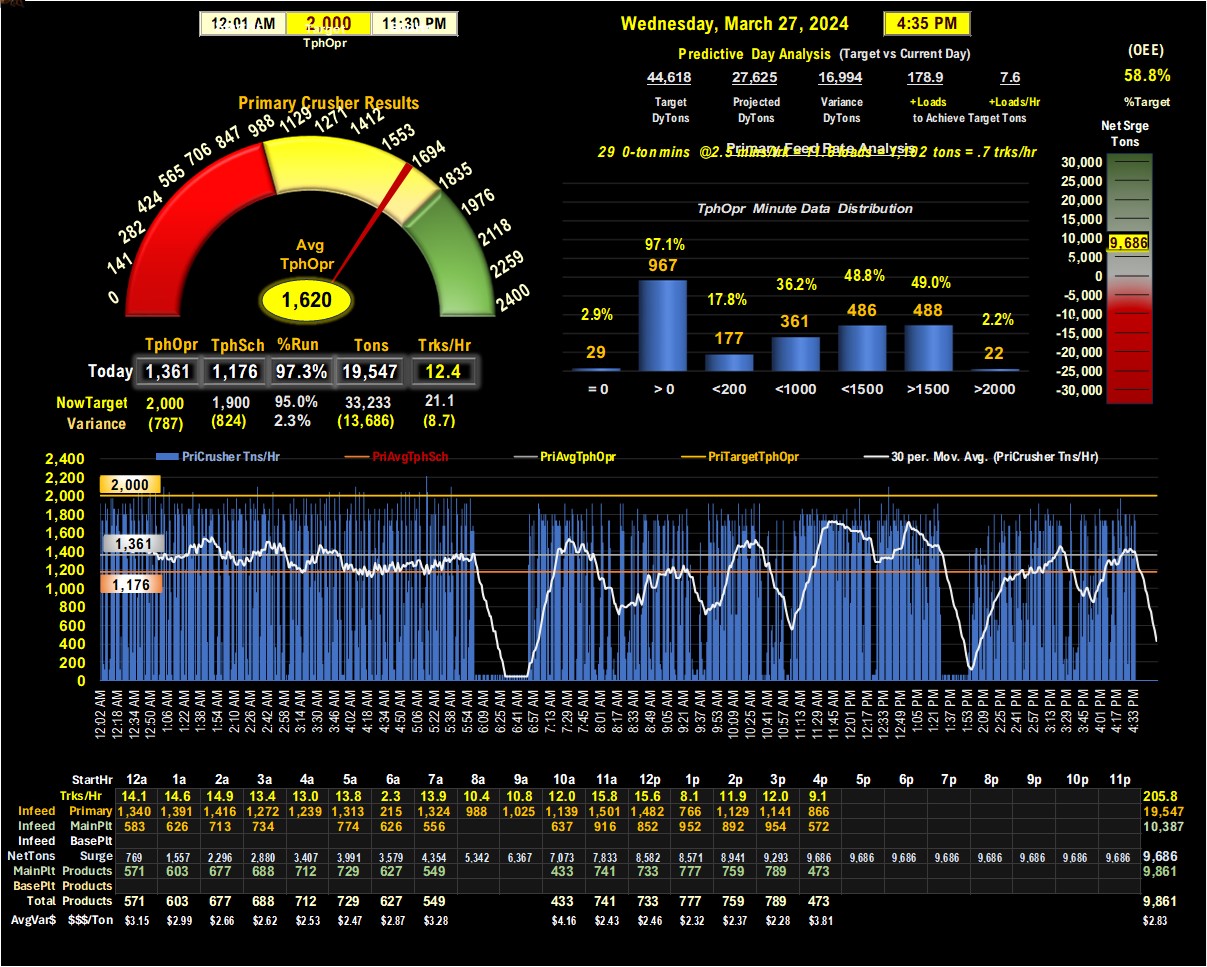 12:01 AM 2,000 11:30 PM
TphOpr
Wednesday, March 27, 2024 4:35 PM
Predictive Day Analysis (Target vs Current Day)
44,618 27,625 16,994 178.9 7.6
Target Projected Variance +Loads +Loads/Hr
DyTons DyTons DyTons to Achieve Target Tons
(OEE)
58.8%
%Target
Net Srge
Tons
Primary Crusher Results
0 141 282 424 565 706 847 988 1129 1271 1412 1553 1694 1835 1976 2118 2259 2400
Avg
TphOpr
1,620
Primary Feed Rate Analysis
29 0-ton mins @2.5 mins/ld = 11.6 loads = 1,102 tons = .7 trks/hr
TphOpr Minute Data Distribution
2.9% 97.1% 17.8% 36.2% 48.8% 49.0% 2.2%
29 967 177 361 486 488 22
= 0 > 0 <200 <1000 <1500 >1500 >2000
30,000
25,000
20,000
15,000
10,000
9,686
5,000
0
-5,000
-10,000
-15,000
-20,000
-25,000
-30,000
TphOpr TphSch %Run Tons Trks/Hr
Today 1,361 1,176 97.3% 19,547 12.4
NowTarget 2,000 1,900 95.0% 33,233 21.1
Variance (787) (824) 2.3% (13,686) (8.7)
PriCrusher Tns/Hr PriAvgTphSch PriAvgTphOpr PriTargetTphOpr 30 per. Mov. Avg. (PriCrusher Tns/Hr)
2,400
2,200
2,000
1,800
1,600
1,400
1,200
1,000
800
600
400
200
0
2,000
1,361
1,176
12:02 AM 12:18 AM 12:34 AM 12:50 AM 1:06 AM 1:22 AM 1:38 AM 1:54 AM 2:10 AM 2:26 AM 2:42 AM 2:58 AM 3:14 AM 3:30 AM 3:46 AM 4:02 AM 4:18 AM 4:34 AM 4:50 AM 5:06 AM 5:22 AM 5:38 AM 5:54 AM 6:09 AM 6:25 AM 6:41 AM 6:57 AM 7:13 AM 7:29 AM 7:45 AM 8:01 AM 8:17 AM 8:33 AM 8:49 AM 9:05 AM 9:21 AM 9:37 AM 9:53 AM 10:09 AM 10:25 AM 10:41 AM 10:57 AM 11:13 AM 11:29 AM 11:45 AM 12:01 PM 12:17 PM 12:33 PM 12:49 PM 1:05 PM 1:21 PM 1:37 PM 1:53 PM 2:09 PM 2:25 PM 2:41 PM 2:57 PM 3:13 PM 3:29 PM 3:45 PM 4:01 PM 4:17 PM 4:33 PM
StartHr 12a 1a 2a 3a 4a 5a 6a 7a 8a 9a 10a 11a 12p 1p 2p 3p 4p 5p 6p 7p 8p 9p 10p 11p
Trks/Hr 14.1 14.6 14.9 13.4 13.0 13.8 2.3 13.9 10.4 10.8 12.0 15.8 15.6 8.1 11.9 12.0 9.1 205.8
Infeed Primary 1,340 1,391 1,416 1,272 1,239 1,313 215 1,324 988 1,025 1,139 1,501 1,482 766 1,129 1,141 866 19,547
Infeed MainPlt 583 626 713 734 774 626 556 637 916 852 952 892 954 572 10,387
Infeed BasePlt
NetTons Surge 769 1,557 2,296 2,880 3,407 3,991 3,579 4,354 5,342 6,367 7,073 7,833 8,582 8,571 8,941 9,293 9,686 9,686 9,686 9,686 9,686 9,686 9,686 9,686 9,686
MainPlt Products 571 603 677 688 712 729 627 549 433 741 733 777 759 789 473 9,861
BasePlt Products
Total Products 571 603 677 688 712 729 627 549 433 741 733 777 759 789 473 9,861
AvgVar$ $$$/Ton $3.15 $2.99 $2.66 $2.62 $2.53 $2.47 $2.87 $3.28 $4.16 $2.43 $2.46 $2.32 $2.37 $2.28 $3.81 $2.83